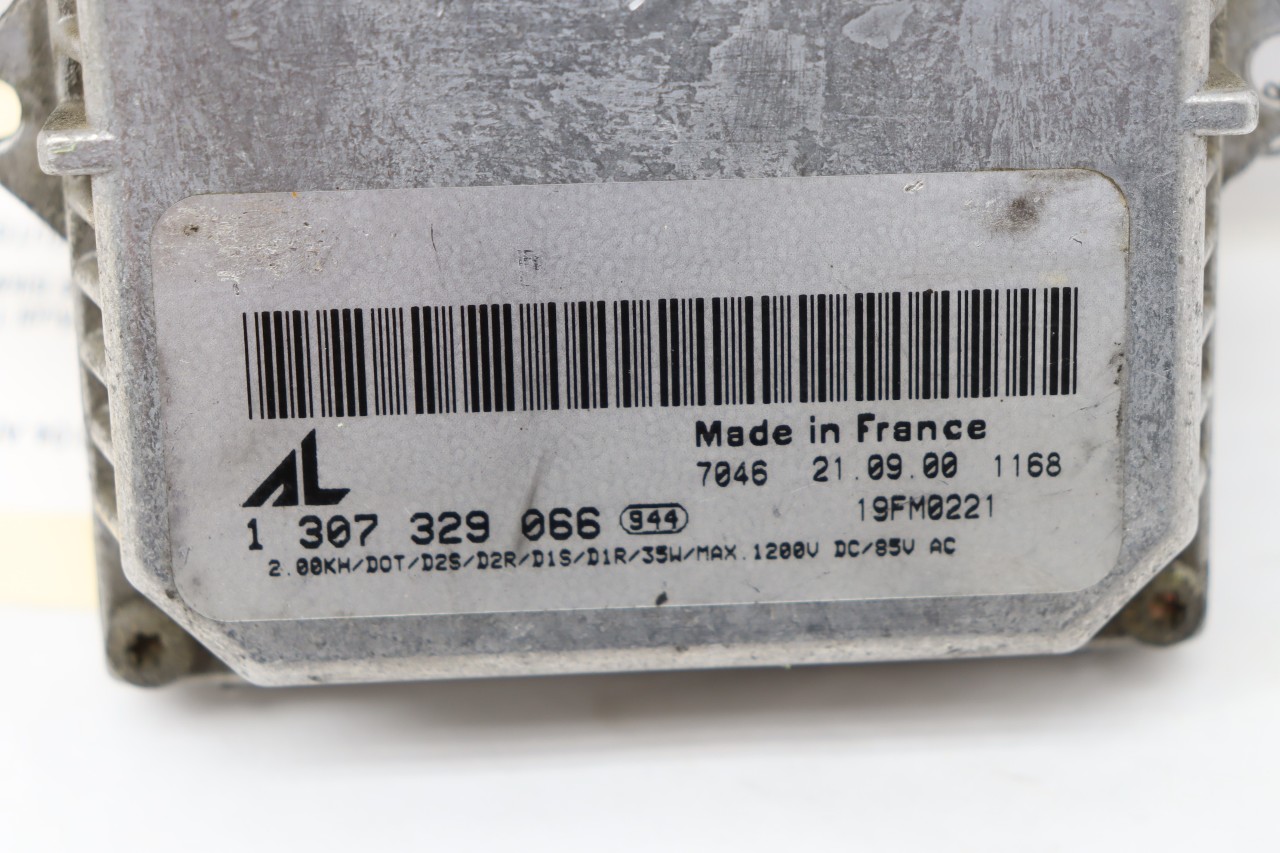 Made in France
7046 21.09.00 1168
AL
1 307 329 066 944 19FM0221
2.00KH/DOT/D2S/D2R/D1S/D1R/35W/MAX.1200V DC/85V AC